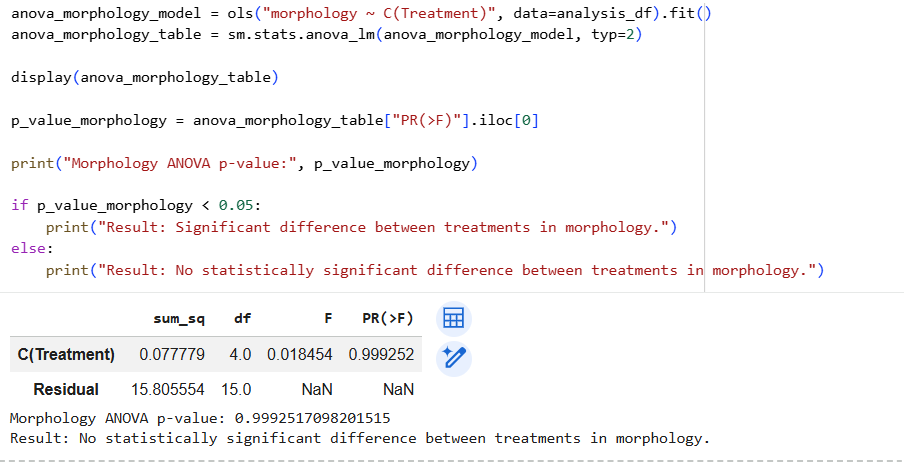 anova_morphology_model = ols("morphology ~ C(Treatment)", data=analysis_df).fit()
anova_morphology_table = sm.stats.anova_lm(anova_morphology_model, typ=2)
display(anova_morphology_table)
p_value_morphology = anova_morphology_table["PR(>F)"].iloc[0]
print("Morphology ANOVA p-value:", p_value_morphology)
if p_value_morphology < 0.05:
    print("Result: Significant difference between treatments in morphology.")
else:
    print("Result: No statistically significant difference between treatments in morphology.")
sum_sq df F PR(>F)
C(Treatment) 0.077779 4.0 0.018454 0.999252
Residual 15.805554 15.0 NaN NaN
Morphology ANOVA p-value: 0.9992517098201515
Result: No statistically significant difference between treatments in morphology.